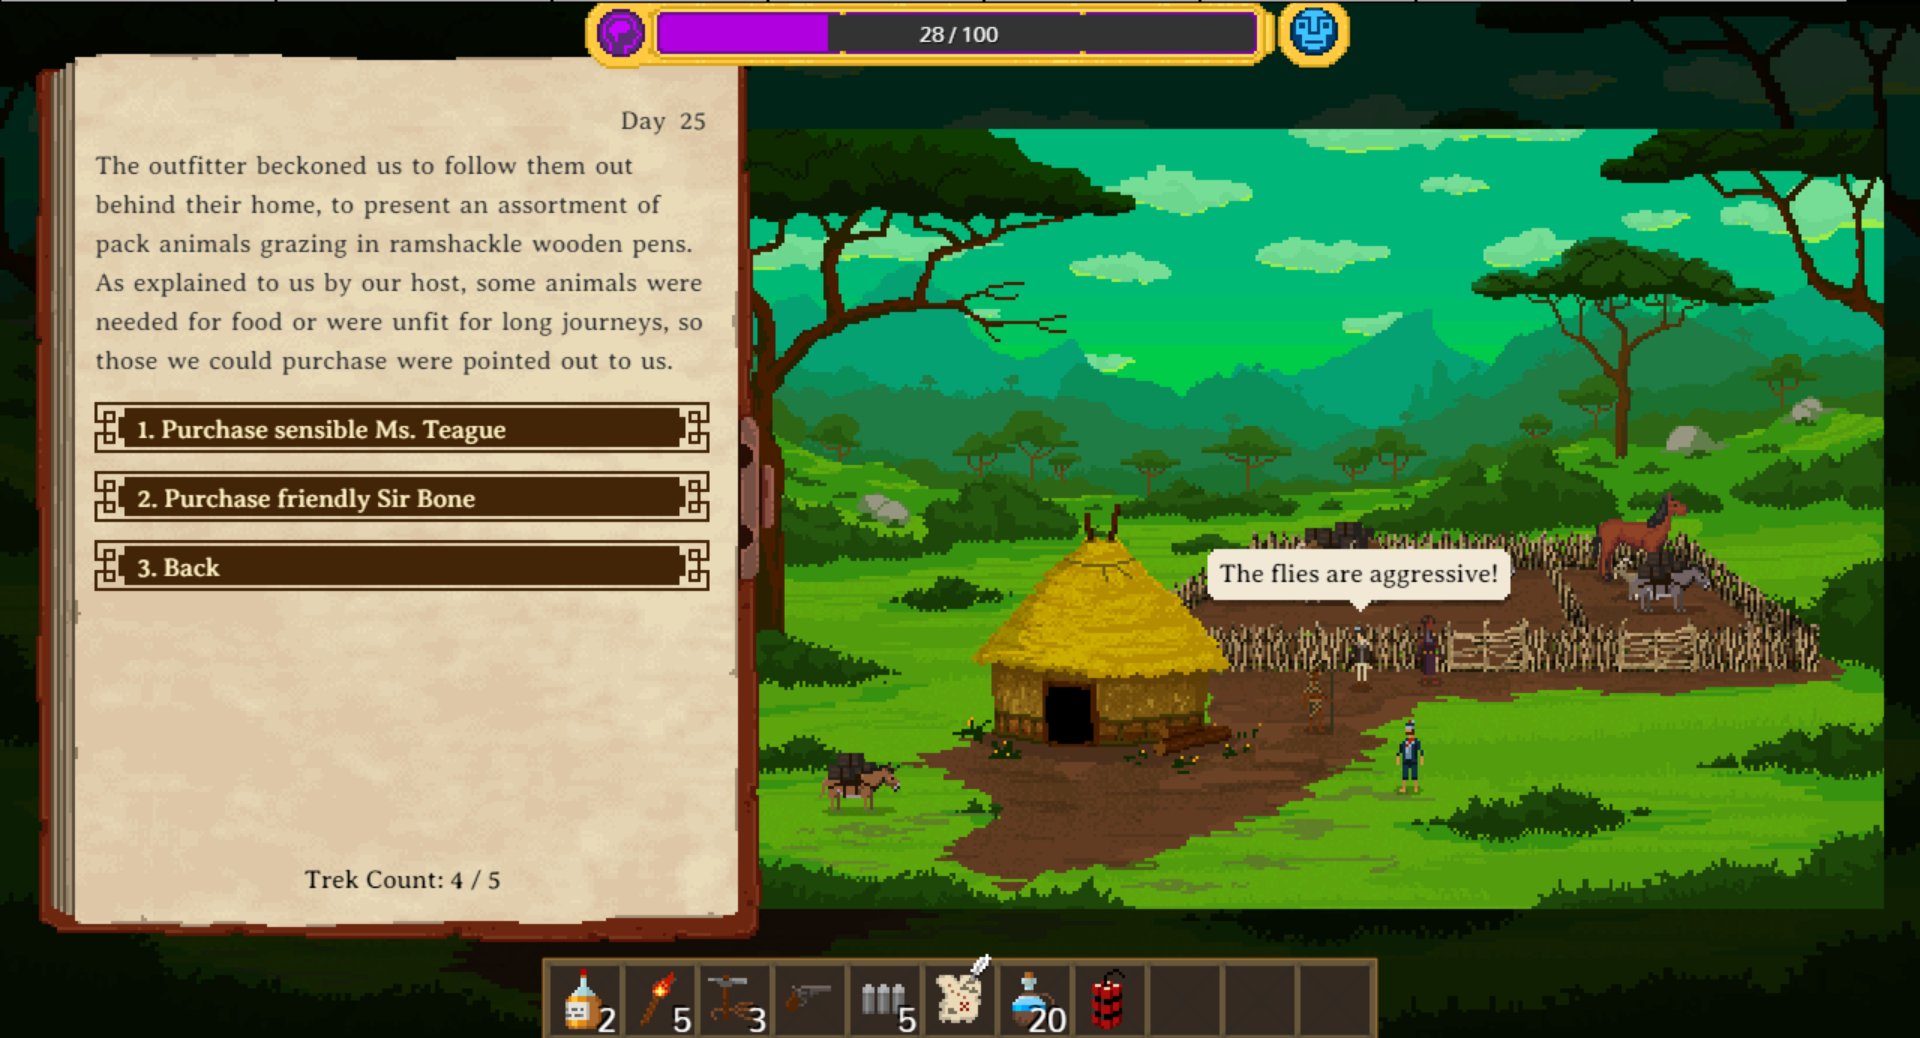 28 / 100
Day 25
The outfitter beckoned us to follow them out
behind their home, to present an assortment of
pack animals grazing in ramshackle wooden pens.
As explained to us by our host, some animals were
needed for food or were unfit for long journeys, so
those we could purchase were pointed out to us.
1. Purchase sensible Ms. Teague
2. Purchase friendly Sir Bone
3. Back
Trek Count: 4 / 5
The flies are aggressive!
2
5
3
5
20